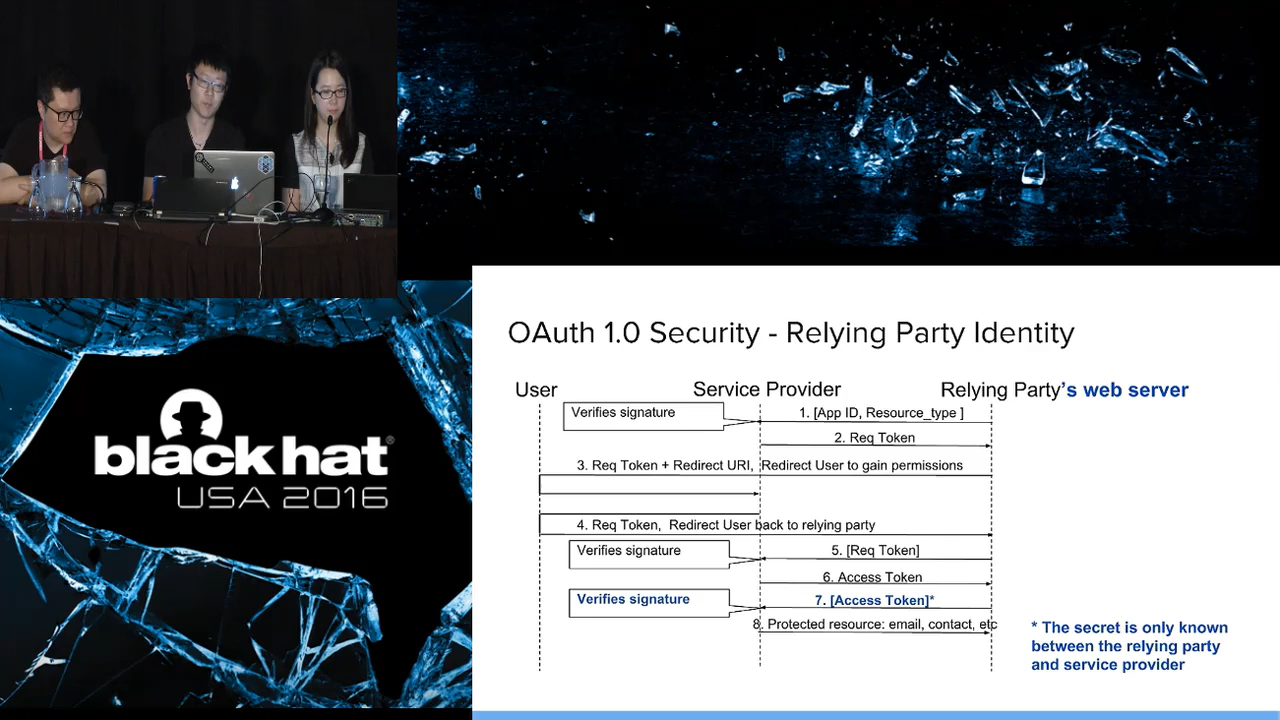 black hat®
USA 2016
OAuth 1.0 Security - Relying Party Identity
User
Service Provider
Relying Party's web server
Verifies signature
1. [App ID, Resource_type ]
2. Req Token
3. Req Token + Redirect URI, Redirect User to gain permissions
4. Req Token, Redirect User back to relying party
Verifies signature
5. [Req Token]
6. Access Token
Verifies signature
7. [Access Token]*
8. Protected resource: email, contact, etc
* The secret is only known
between the relying party
and service provider